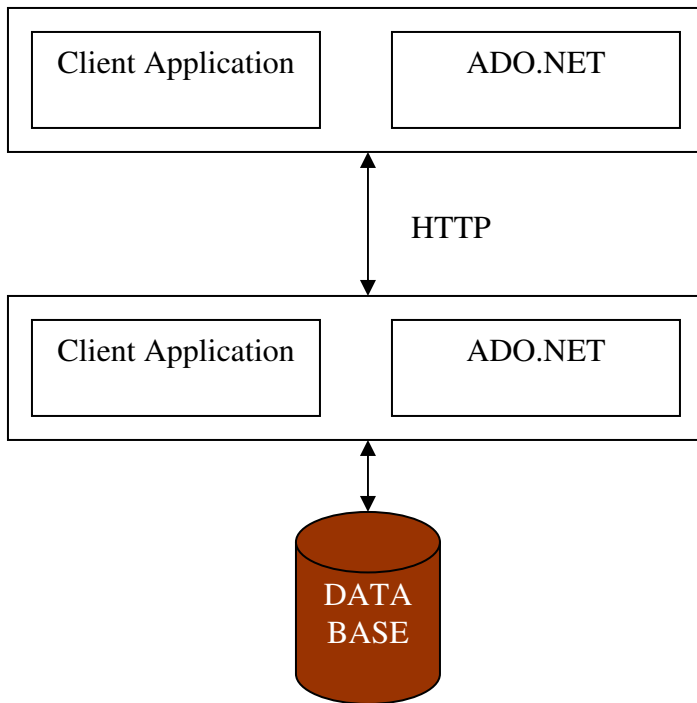 Client Application
ADO.NET
HTTP
Client Application
ADO.NET
DATA
BASE